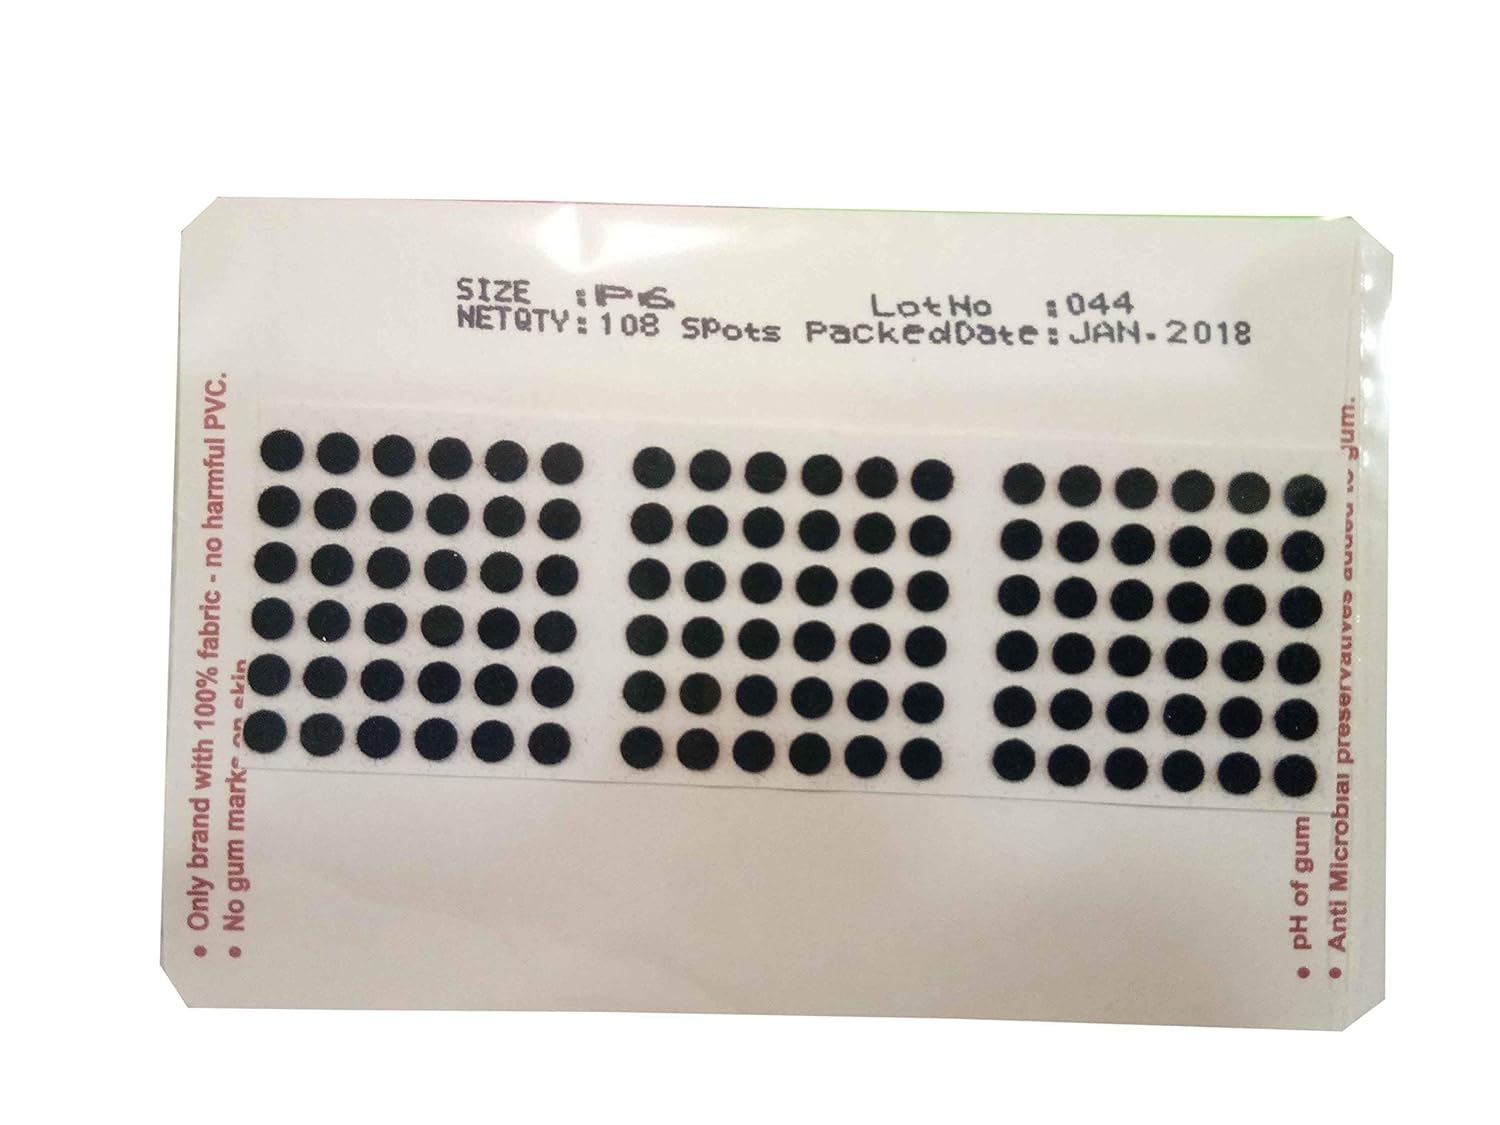 SIZE :P6 LotNo :044
NETQTY:108 SPots PackedDate:JAN.2018
• Only brand with 100% fabric - no harmful PVC.
• No gum marks on skin
• pH of gum
• Anti Microbial preservatives added to gum.